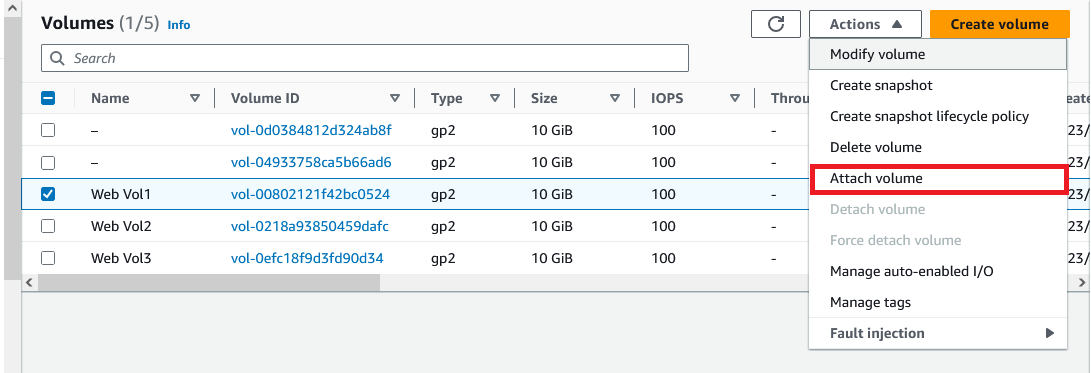 Volumes (1/5) Info
Actions
Create volume
Search
Name Volume ID Type Size IOPS Throu
– vol-0d0384812d324ab8f gp2 10 GiB 100 - 23/
– vol-04933758ca5b66ad6 gp2 10 GiB 100 - 23/
Web Vol1 vol-00802121f42bc0524 gp2 10 GiB 100 - 23/
Web Vol2 vol-0218a93850459dafc gp2 10 GiB 100 - 23/
Web Vol3 vol-0efc18f9d3fd90d34 gp2 10 GiB 100 - 23/
Modify volume
Create snapshot
Create snapshot lifecycle policy
Delete volume
Attach volume
Detach volume
Force detach volume
Manage auto-enabled I/O
Manage tags
Fault injection